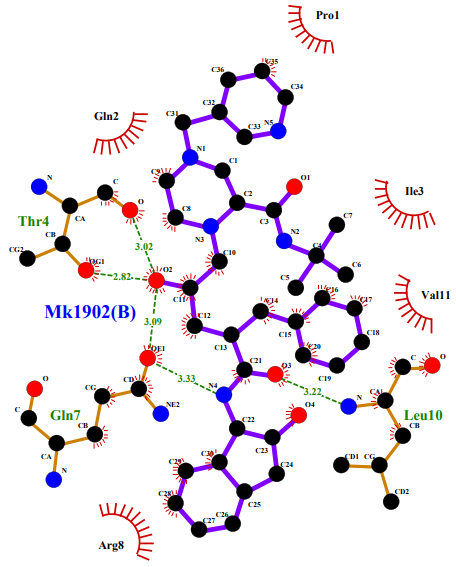 Pro1
C36
C35
C34
C31
C32
Gln2
C33
N5
N1
C9
C1
N
C
O
O1
C8
C2
C3
Ile3
Thr4
CA
N3
N2
C7
CB
3.02
CG2
OG1
2.82
O2
C10
C4
C6
C5
C11
C16
C17
Val11
Mk1902(B)
C14
C12
C15
C18
3.09
C13
C20
OE1
C21
O3
C19
C
O
O
CG
CD
3.33
N4
3.22
N
CA
C
Gln7
NE2
O4
Leu10
CB
C22
CB
CA
C23
C30
CD1
CG
N
C29
C24
C25
C28
CD2
C27
C26
Arg8